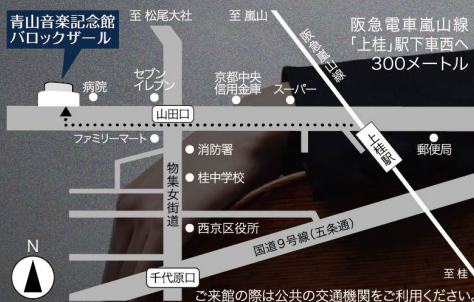 青山音楽記念館
バロックザール
至 松尾大社
至 嵐山
阪急嵐山線
阪急電車嵐山線
「上桂」駅下車西へ
300メートル
病院
セブン
イレブン
京都中央
信用金庫
スーパー
山田口
上桂駅
郵便局
ファミリーマート
消防署
桂中学校
物集女街道
西京区役所
国道9号線(五条通)
千代原口
至 桂
N
ご来館の際は公共の交通機関をご利用ください